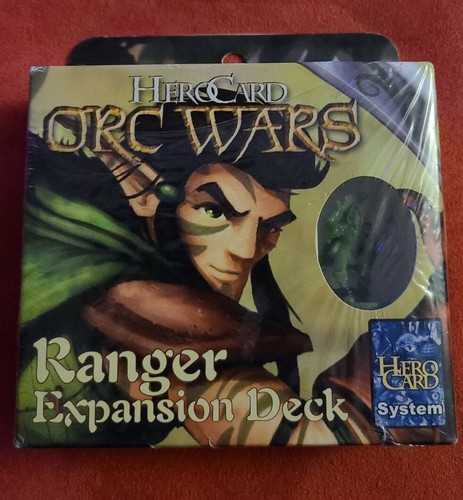 HEROCARD
ORC WARS
Ranger
Expansion Deck
HERO
CARD
System